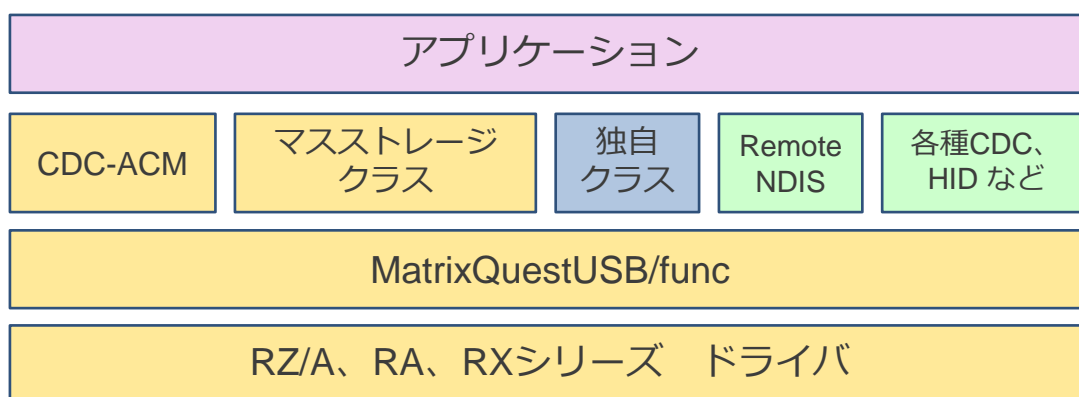 アプリケーション
CDC-ACM
マスストレージ
クラス
独自
クラス
Remote
NDIS
各種CDC、
HID など
MatrixQuestUSB/func
RZ/A、RA、RXシリーズ　ドライバ